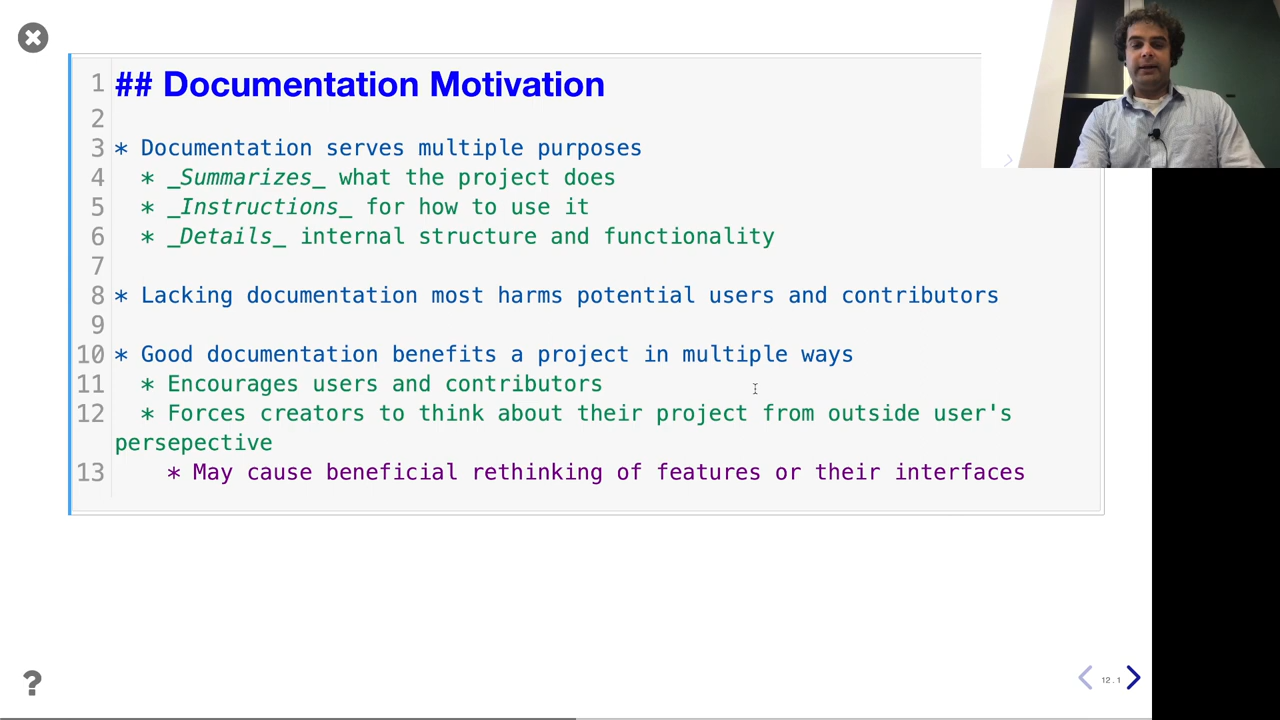 1 ## Documentation Motivation
2
3 * Documentation serves multiple purposes
4 * _Summarizes_ what the project does
5 * _Instructions_ for how to use it
6 * _Details_ internal structure and functionality
7
8 * Lacking documentation most harms potential users and contributors
9
10 * Good documentation benefits a project in multiple ways
11 * Encourages users and contributors
12 * Forces creators to think about their project from outside user's
persepective
13 * May cause beneficial rethinking of features or their interfaces
?
12.1